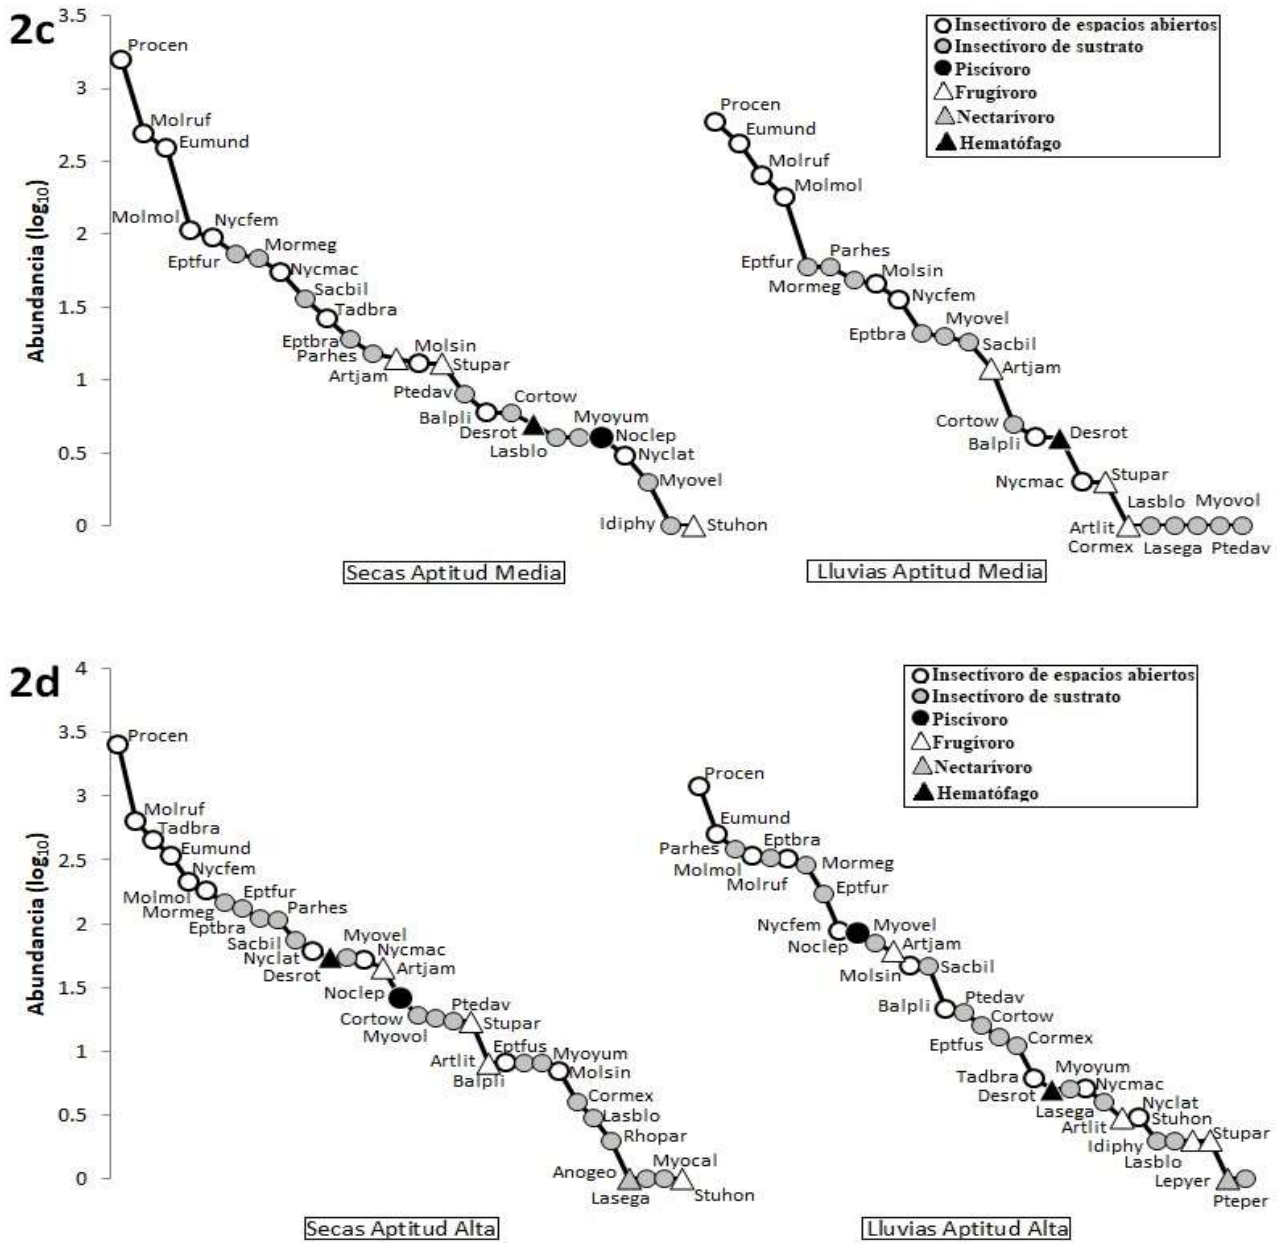 2c
3.5
3
2.5
2
1.5
1
0.5
0
Abundancia (log10)
Procen
Molruf
Eumund
Molmol
Nycfem
Eptfur
Mormeg
Nycmac
Sacbil
Tadbra
Eptbra
Parhes
Artjam
Molsin
Stupar
Ptedav
Balpli
Cortow
Desrot
Lasblo
Myoyum
Noclep
Nyclat
Myovel
Idiphy
Stuhon
Secas Aptitud Media
Procen
Eumund
Molruf
Molmol
Eptfur
Parhes
Mormeg
Molsin
Nycfem
Eptbra
Myovel
Sacbil
Artjam
Cortow
Balpli
Desrot
Nycmac
Stupar
Artlit
Cormex
Lasblo
Lasega
Myovol
Ptedav
Lluvias Aptitud Media
Insectívoro de espacios abiertos
Insectívoro de sustrato
Piscívoro
Frugívoro
Nectarívoro
Hematófago
2d
4
3.5
3
2.5
2
1.5
1
0.5
0
Abundancia (log10)
Procen
Molruf
Tadbra
Eumund
Nycfem
Molmol
Mormeg
Eptfur
Eptbra
Parhes
Sacbil
Nyclat
Desrot
Myovel
Nycmac
Artjam
Noclep
Cortow
Myovol
Ptedav
Stupar
Artlit
Balpli
Eptfus
Myoyum
Molsin
Cormex
Lasblo
Rhopar
Anogeo
Lasega
Myocal
Stuhon
Secas Aptitud Alta
Procen
Eumund
Parhes
Molmol
Eptbra
Molruf
Mormeg
Eptfur
Nycfem
Noclep
Myovel
Artjam
Molsin
Sacbil
Balpli
Ptedav
Cortow
Eptfus
Cormex
Tadbra
Desrot
Myoyum
Nycmac
Lasega
Artlit
Nyclat
Stuhon
Idiphy
Lasblo
Stupar
Lepyer
Pteper
Lluvias Aptitud Alta
Insectívoro de espacios abiertos
Insectívoro de sustrato
Piscívoro
Frugívoro
Nectarívoro
Hematófago